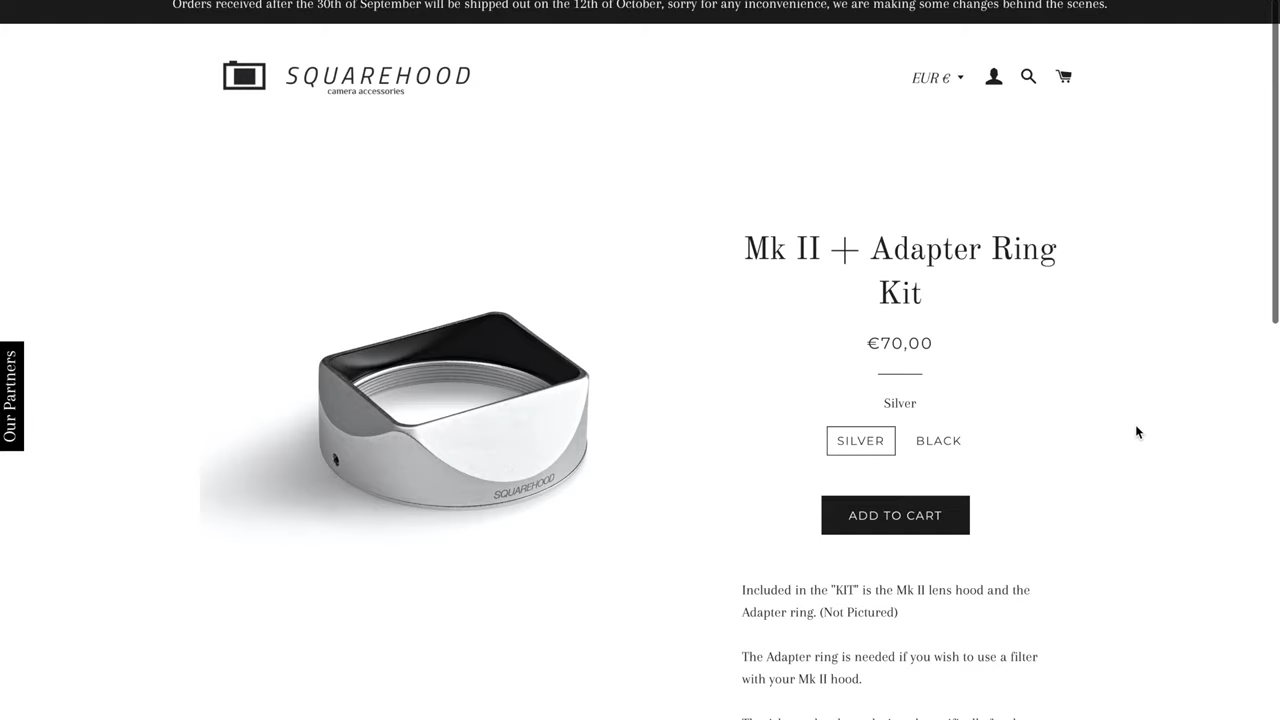 Orders received after the 30th of September will be shipped out on the 12th of October, sorry for any inconvenience, we are making some changes behind the scenes.
SQUAREHOOD
camera accessories
EUR €
Our Partners
Mk II + Adapter Ring
Kit
€70,00
Silver
SILVER BLACK
ADD TO CART
SQUAREHOOD
Included in the "KIT" is the Mk II lens hood and the
Adapter ring. (Not Pictured)
The Adapter ring is needed if you wish to use a filter
with your Mk II hood.